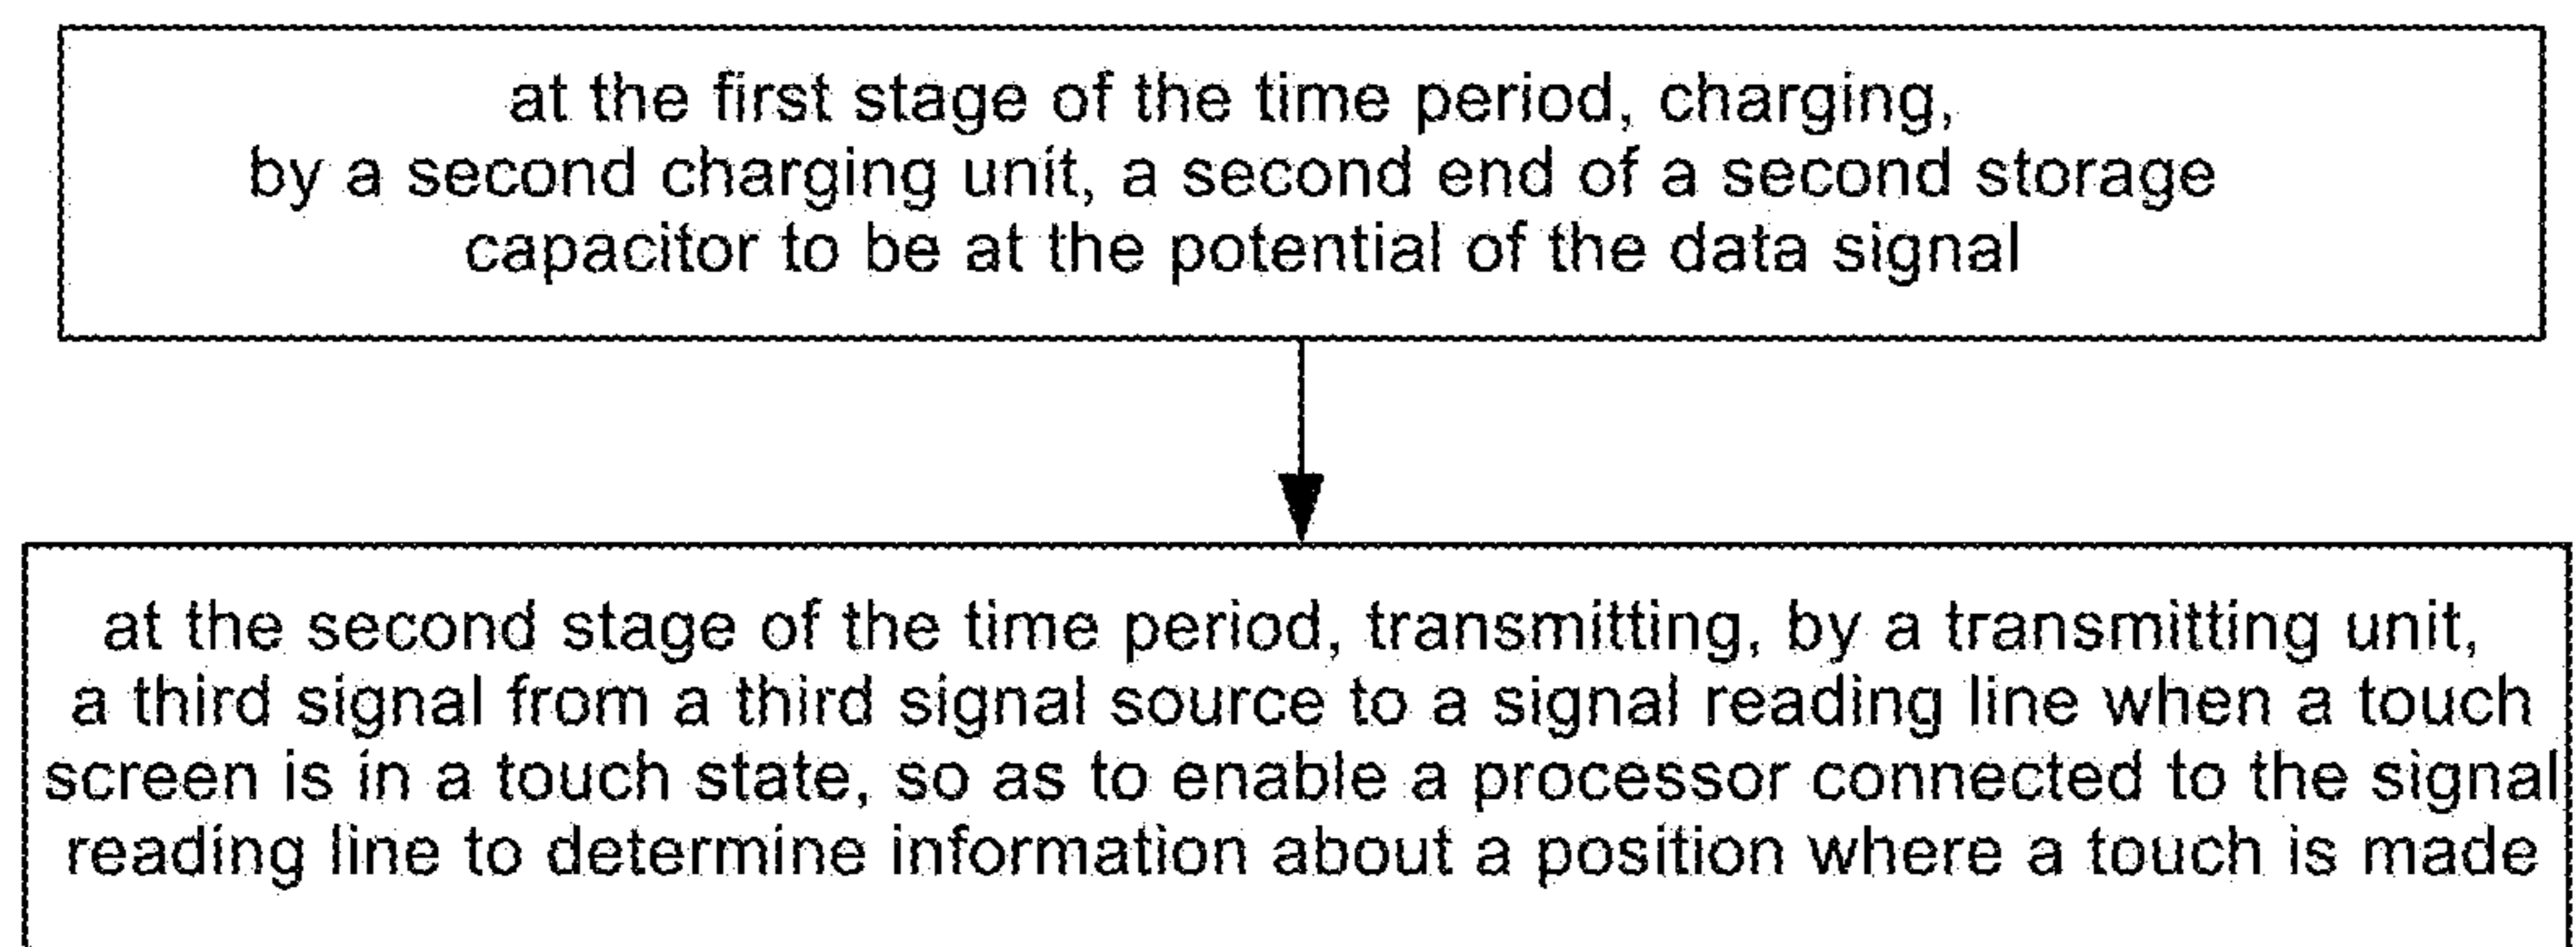 at the first stage of the time period, charging,
by a second charging unit, a second end of a second storage
capacitor to be at the potential of the data signal
at the second stage of the time period, transmitting, by a transmitting unit,
a third signal from a third signal source to a signal reading line when a touch
screen is in a touch state, so as to enable a processor connected to the signal
reading line to determine information about a position where a touch is made